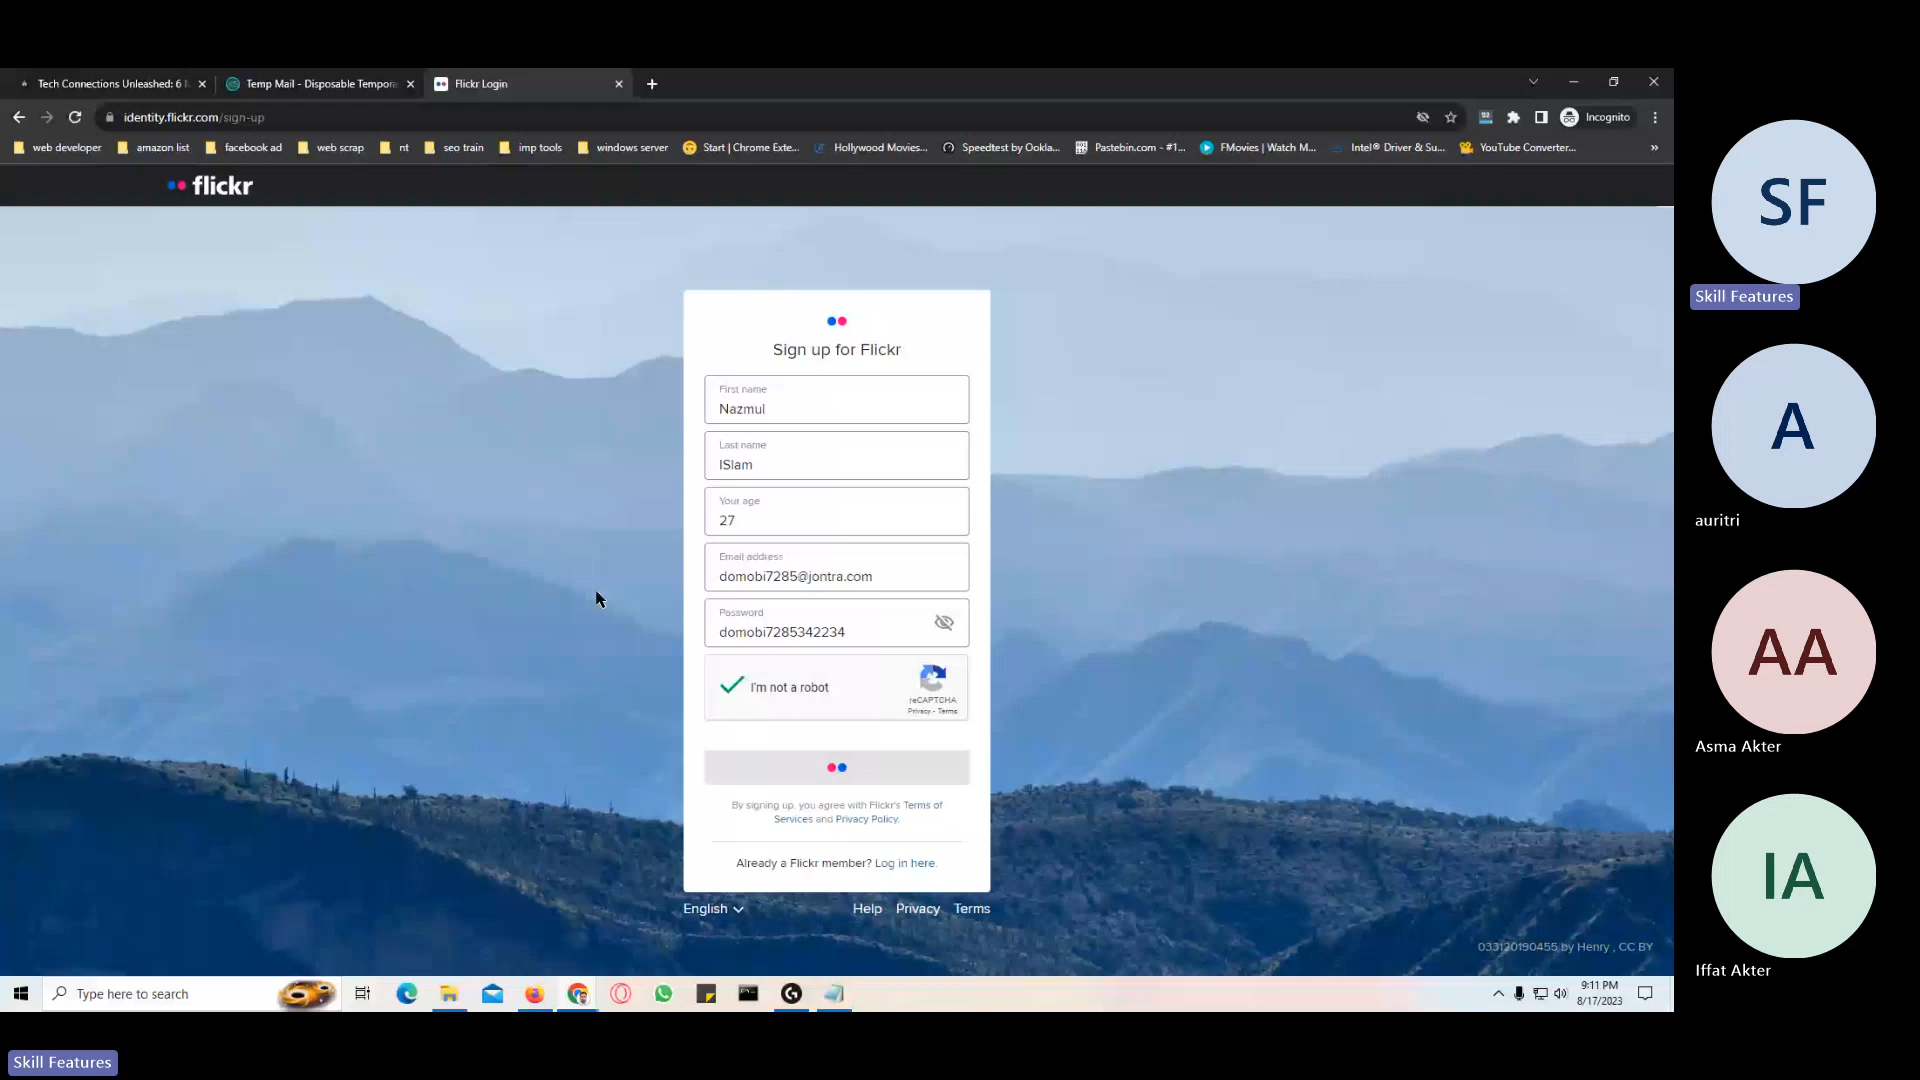 Tech Connections Unleashed: 6
Temp Mail - Disposable Tempora
Flickr Login
identity.flickr.com/sign-up
Incognito
web developer
amazon list
facebook ad
web scrap
nt
seo train
imp tools
windows server
Start | Chrome Exte...
Hollywood Movies...
Speedtest by Ookla...
Pastebin.com - #1...
FMovies | Watch M...
Intel® Driver & Su...
YouTube Converter...
»
flickr
Sign up for Flickr
First name
Nazmul
Last name
ISlam
Your age
27
Email address
domobi7285@jontra.com
Password
domobi7285342234
I'm not a robot
reCAPTCHA
Privacy - Terms
By signing up, you agree with Flickr's Terms of
Services and Privacy Policy.
Already a Flickr member? Log in here.
English
Help Privacy Terms
033120190455 by Henry , CC BY
Type here to search
9:11 PM
8/17/2023
SF
Skill Features
A
auritri
AA
Asma Akter
IA
Iffat Akter
Skill Features